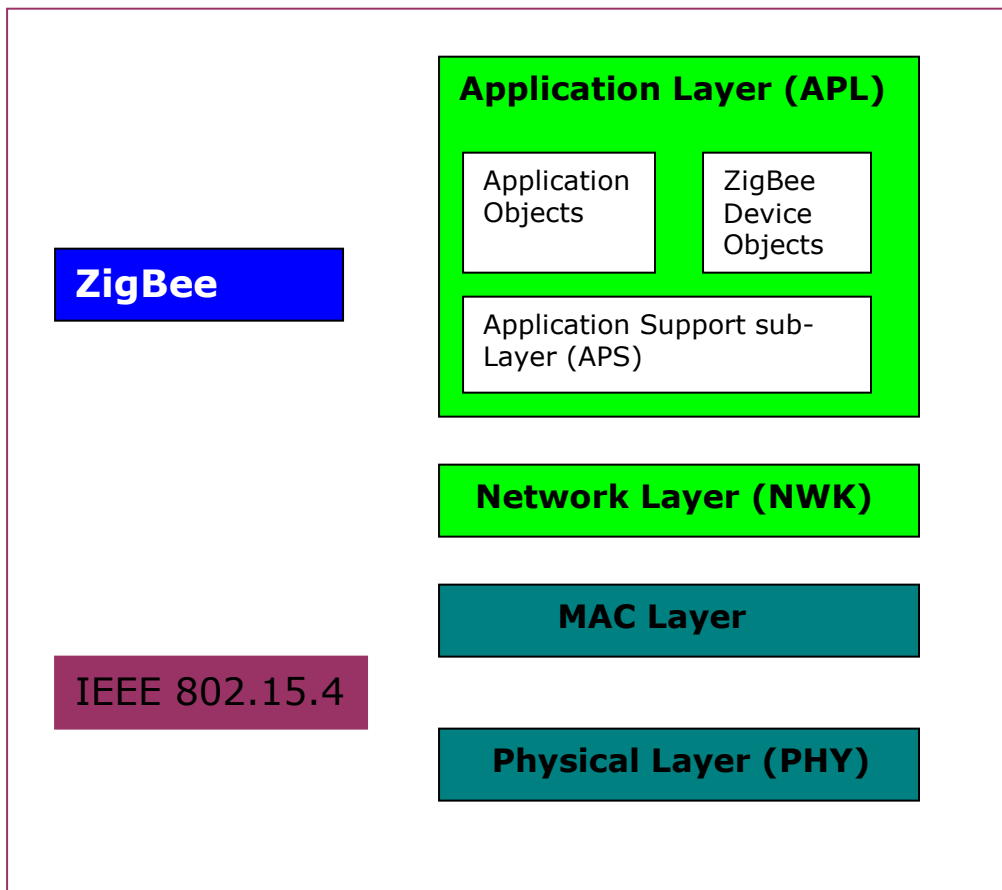 Application Layer (APL)
Application
Objects
ZigBee
Device
Objects
ZigBee
Application Support sub-
Layer (APS)
Network Layer (NWK)
MAC Layer
IEEE 802.15.4
Physical Layer (PHY)